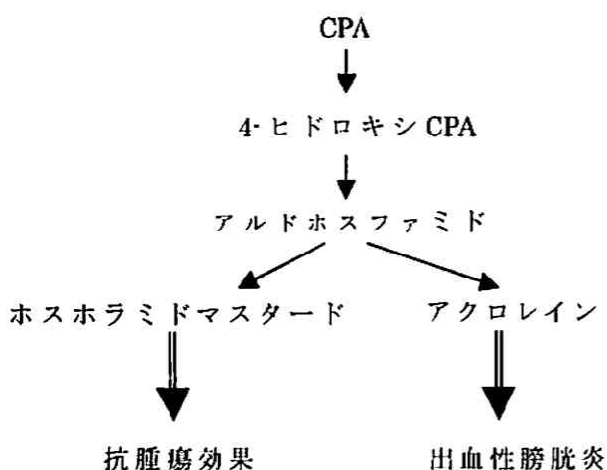 CPA
4-ヒドロキシCPA
アルドホスファミド
ホスホラミドマスタード アクロレイン
抗腫瘍効果 出血性膀胱炎